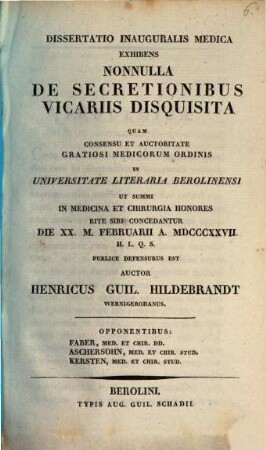 6.
DISSERTATIO INAUGURALIS MEDICA
EXHIBENS
NONNULLA
DE SECRETIONIBUS
VICARIIS DISQUISITA
QUAM
CONSENSU ET AUCTORITATE
GRATIOSI MEDICORUM ORDINIS
IN
UNIVERSITATE LITERARIA BEROLINENSI
UT SUMMI
IN MEDICINA ET CHIRURGIA HONORES
RITE SIBI CONCEDANTUR
DIE XX. M. FEBRUARII A. MDCCCXXVII.
H. L. Q. S.
PUBLICE DEFENSURUS EST
AUCTOR
HENRICUS GUIL. HILDEBRANDT
WERNIGERODANUS.
OPPONENTIBUS:
FABER, MED. ET CHIR. DD.
ASCHERSOHN, MED. ET CHIR. STUD.
KERSTEN, MED. ET CHIR. STUD.
BEROLINI,
TYPIS AUG. GUIL. SCHADII.